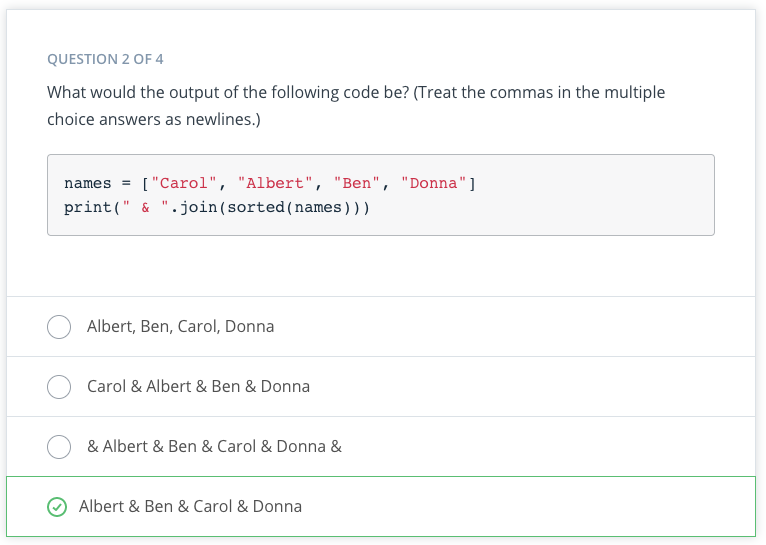 QUESTION 2 OF 4
What would the output of the following code be? (Treat the commas in the multiple
choice answers as newlines.)
names = ["Carol", "Albert", "Ben", "Donna"]
print(" & ".join(sorted(names)))
Albert, Ben, Carol, Donna
Carol & Albert & Ben & Donna
& Albert & Ben & Carol & Donna &
Albert & Ben & Carol & Donna